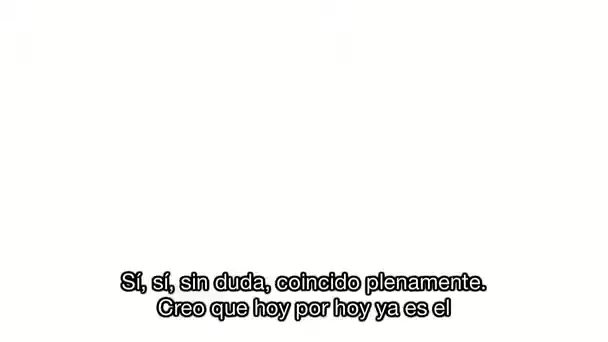 Sí, sí, sin duda, coincido plenamente.
Creo que hoy por hoy ya es el